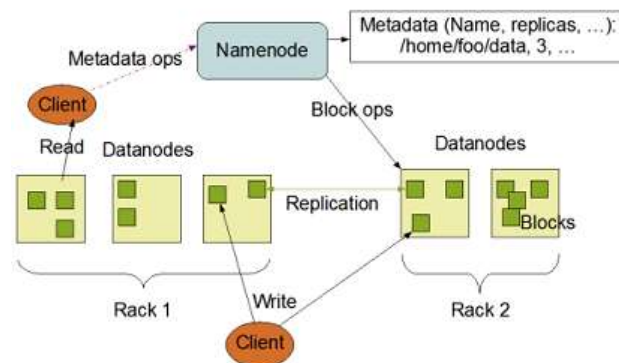 Metadata (Name, replicas, …):
/home/foo/data, 3, …
Namenode
Metadata ops
Client
Block ops
Read
Datanodes
Datanodes
Replication
Blocks
Rack 1
Write
Rack 2
Client